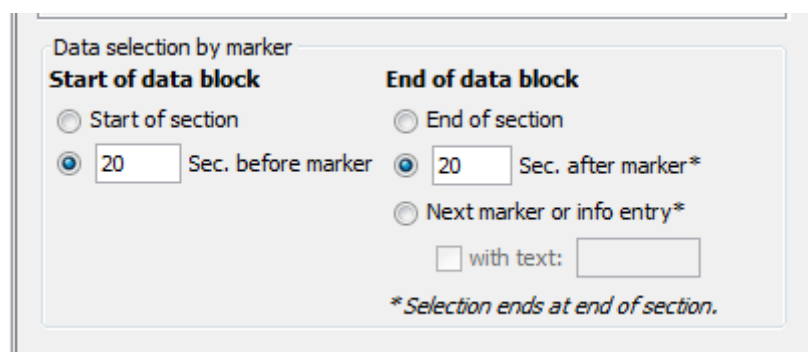 Data selection by marker
Start of data block End of data block
Start of section End of section
20 Sec. before marker 20 Sec. after marker*
Next marker or info entry*
with text:
* Selection ends at end of section.